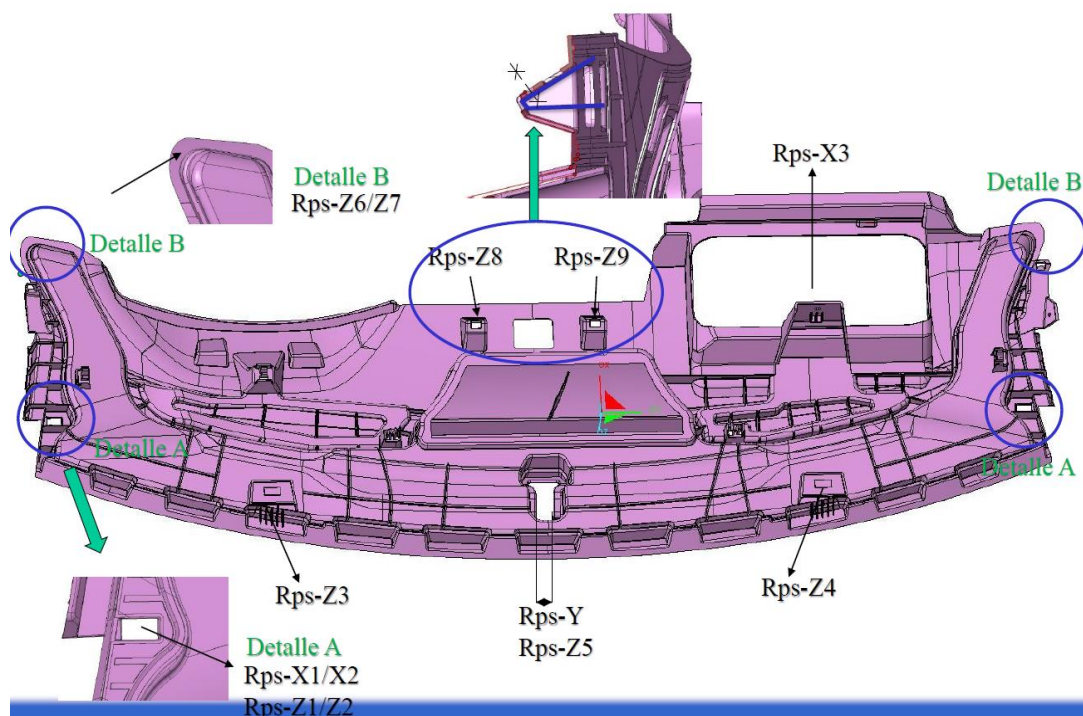 Rps-X3
Detalle B
Rps-Z6/Z7
Detalle B
Detalle B
Rps-Z8
Rps-Z9
Detalle A
Detalle A
Rps-Z3
Rps-Y
Rps-Z5
Rps-Z4
Detalle A
Rps-X1/X2
Rps-Z1/Z2